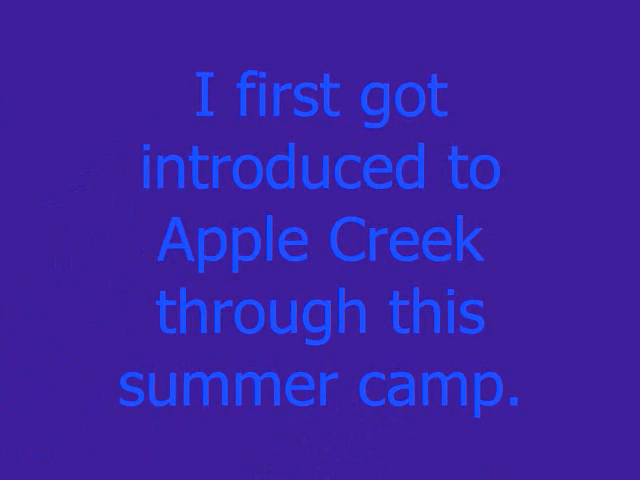 I first got
introduced to
Apple Creek
through this
summer camp.